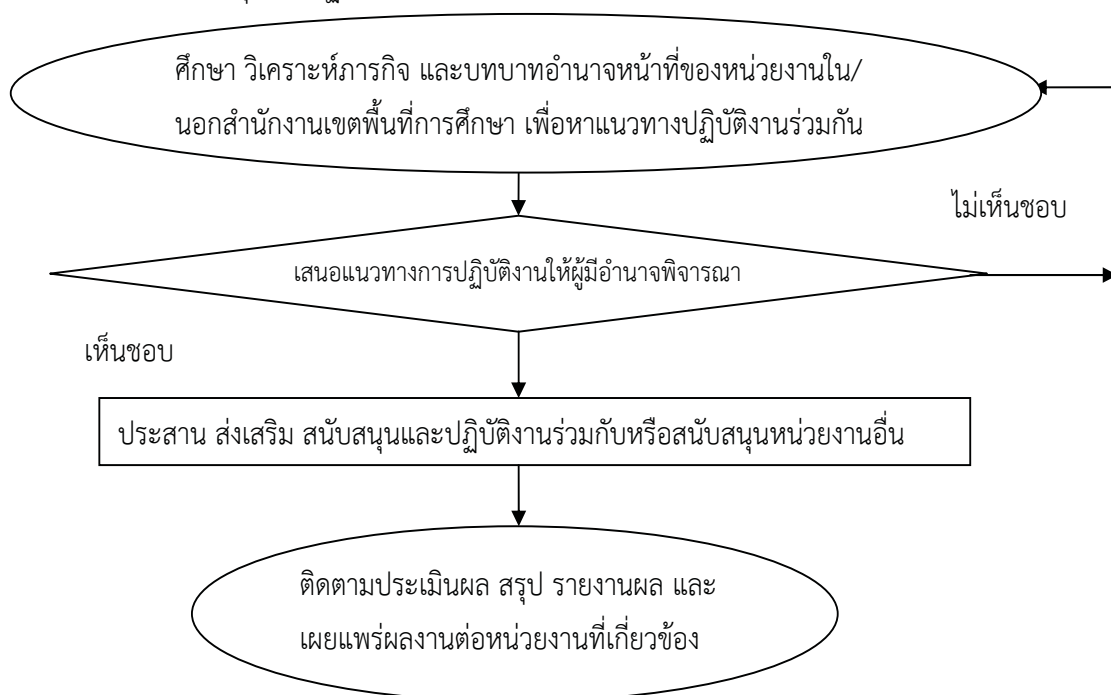 ศึกษา วิเคราะห์ภารกิจ และบทบาทอำนาจหน้าที่ของหน่วยงานใน/
นอกสำนักงานเขตพื้นที่การศึกษา เพื่อหาแนวทางปฏิบัติงานร่วมกัน
ไม่เห็นชอบ
เสนอแนวทางการปฏิบัติงานให้ผู้มีอำนาจพิจารณา
เห็นชอบ
ประสาน ส่งเสริม สนับสนุนและปฏิบัติงานร่วมกับหรือสนับสนุนหน่วยงานอื่น
ติดตามประเมินผล สรุป รายงานผล และ
เผยแพร่ผลงานต่อหน่วยงานที่เกี่ยวข้อง